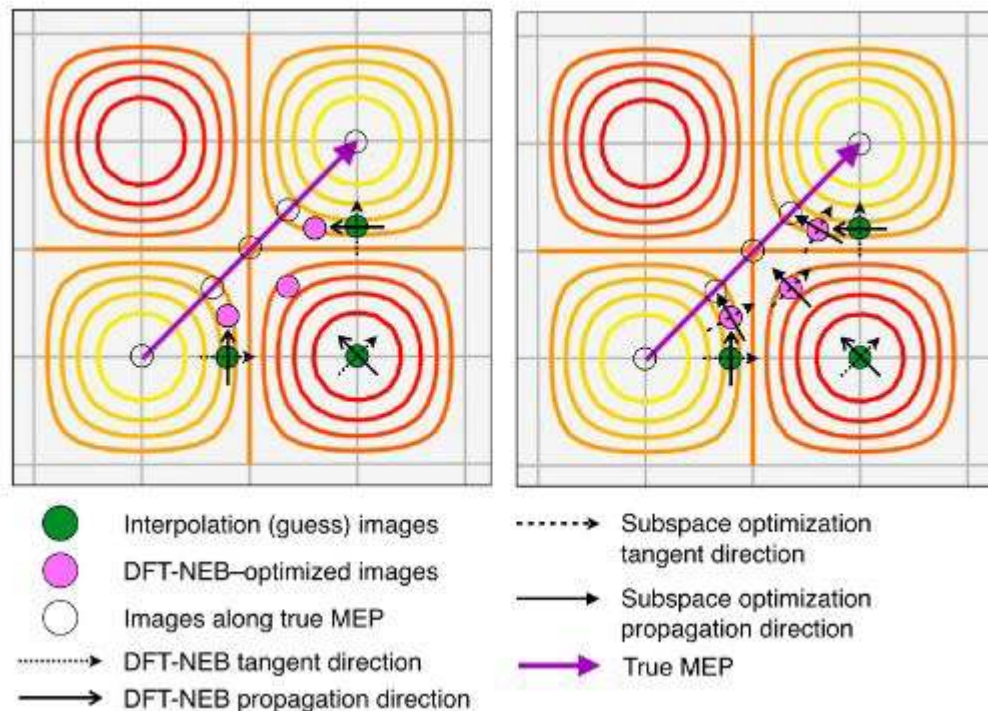 Interpolation (guess) images
DFT-NEB–optimized images
Images along true MEP
DFT-NEB tangent direction
DFT-NEB propagation direction
Subspace optimization
tangent direction
Subspace optimization
propagation direction
True MEP